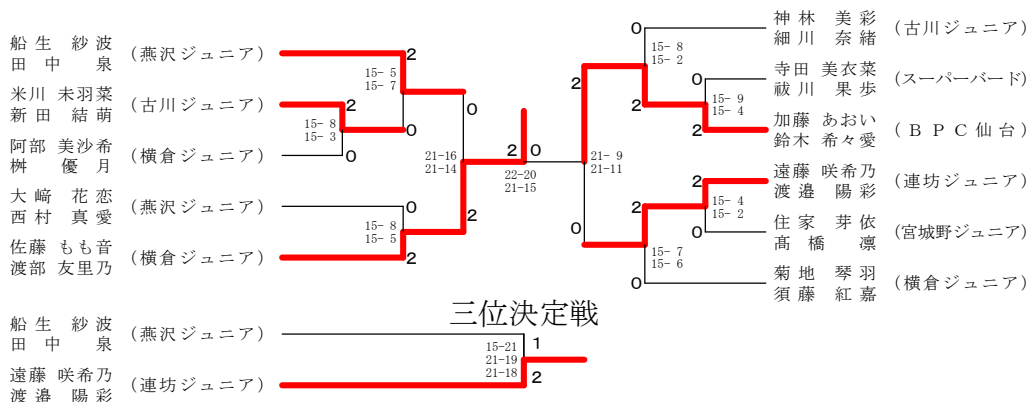 船 生 紗 波
田 中 泉
(燕沢ジュニア)
米川 未羽菜
新 田 結 萌
(古川ジュニア)
阿部 美沙希
桝 優 月
(横倉ジュニア)
大 﨑 花 恋
西 村 真 愛
(燕沢ジュニア)
佐藤 もも音
渡部 友里乃
(横倉ジュニア)
2
15- 5
15- 7
0
2
15- 8
15- 3
0
0
15- 8
15- 5
2
0
21-16
21-14
2
2 0
22-20
21-15
2
21- 9
21-11
0
0
15- 8
15- 2
2
0
15- 9
15- 4
2
2
15- 4
15- 2
0
2
15- 7
15- 6
0
神 林 美 彩
細 川 奈 緒
(古川ジュニア)
寺田 美衣菜
祓 川 果 歩
(スーパーバード)
加藤 あおい
鈴木 希々愛
(ＢＰＣ仙台)
遠藤 咲希乃
渡 邉 陽 彩
(連坊ジュニア)
住 家 芽 依
髙 橋 凛
(宮城野ジュニア)
菊 地 琴 羽
須 藤 紅 嘉
(横倉ジュニア)
三位決定戦
船 生 紗 波
田 中 泉
(燕沢ジュニア)
遠藤 咲希乃
渡 邉 陽 彩
(連坊ジュニア)
1
15-21
21-19
21-18
2